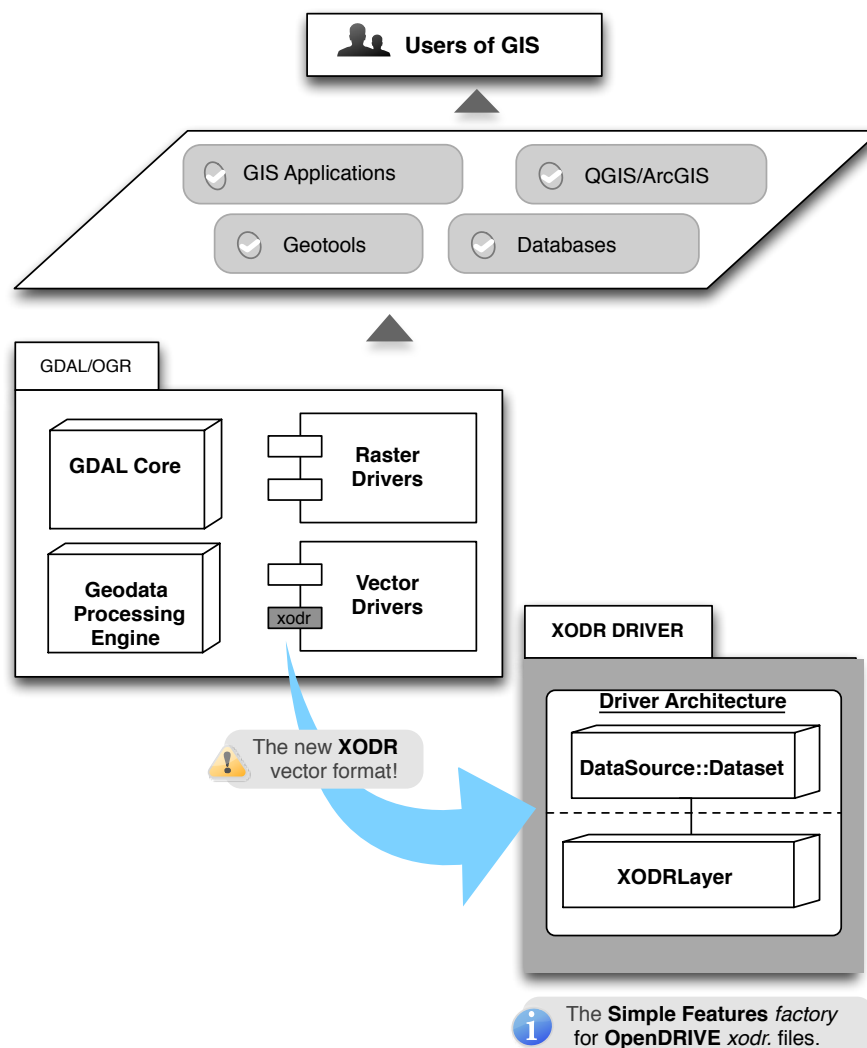 Users of GIS
GIS Applications
QGIS/ArcGIS
Geotools
Databases
GDAL/OGR
GDAL Core
Raster
Drivers
Geodata
Processing
Engine
Vector
Drivers
xodr
XODR DRIVER
Driver Architecture
The new XODR
vector format!
DataSource::Dataset
XODRLayer
The Simple Features factory
for OpenDRIVE xodr. files.